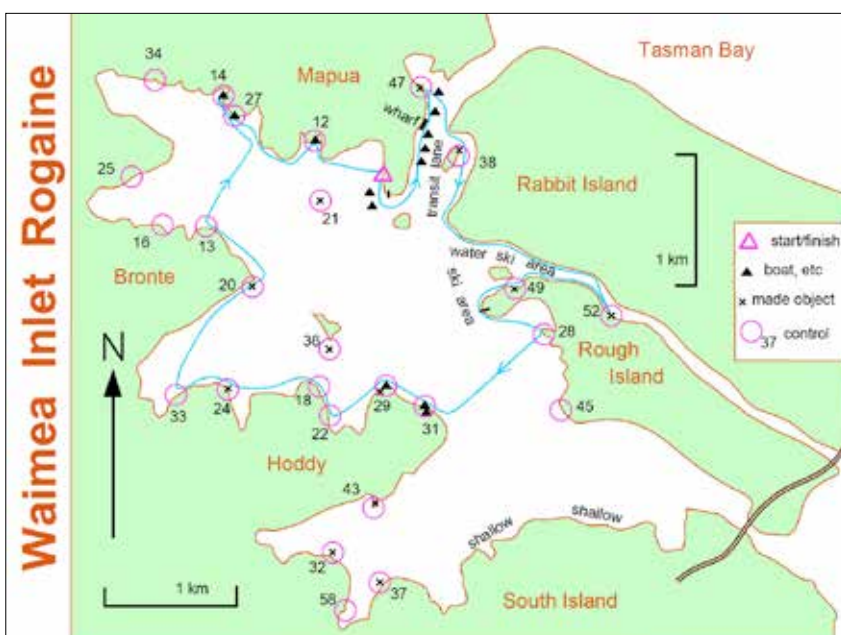 Waimea Inlet Rogaine
Tasman Bay
34
14
27
Mapua
12
47
wharf
transit lane
38
Rabbit Island
1 km
25
16
13
21
Bronte
20
water ski area
ski area
49
52
28
Rough
Island
36
start/finish
boat, etc
made object
37 control
N
33
24
18
22
29
31
45
Hoddy
43
shallow
shallow
32
37
58
1 km
South Island